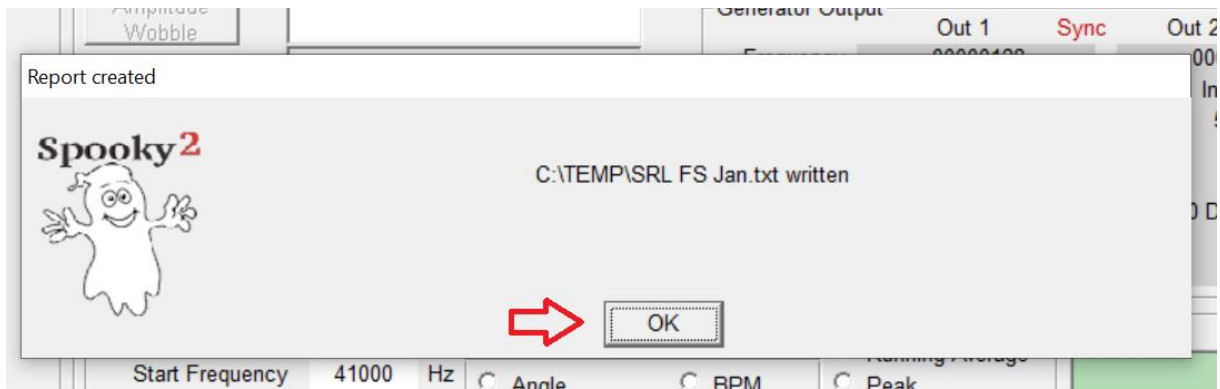 Amplitude
Wobble
Generator Output
Out 1 Sync Out 2
Report created
Spooky2
C:\TEMP\SRL FS Jan.txt written
OK
Start Frequency 41000 Hz Angle BPM Peak
Running Average